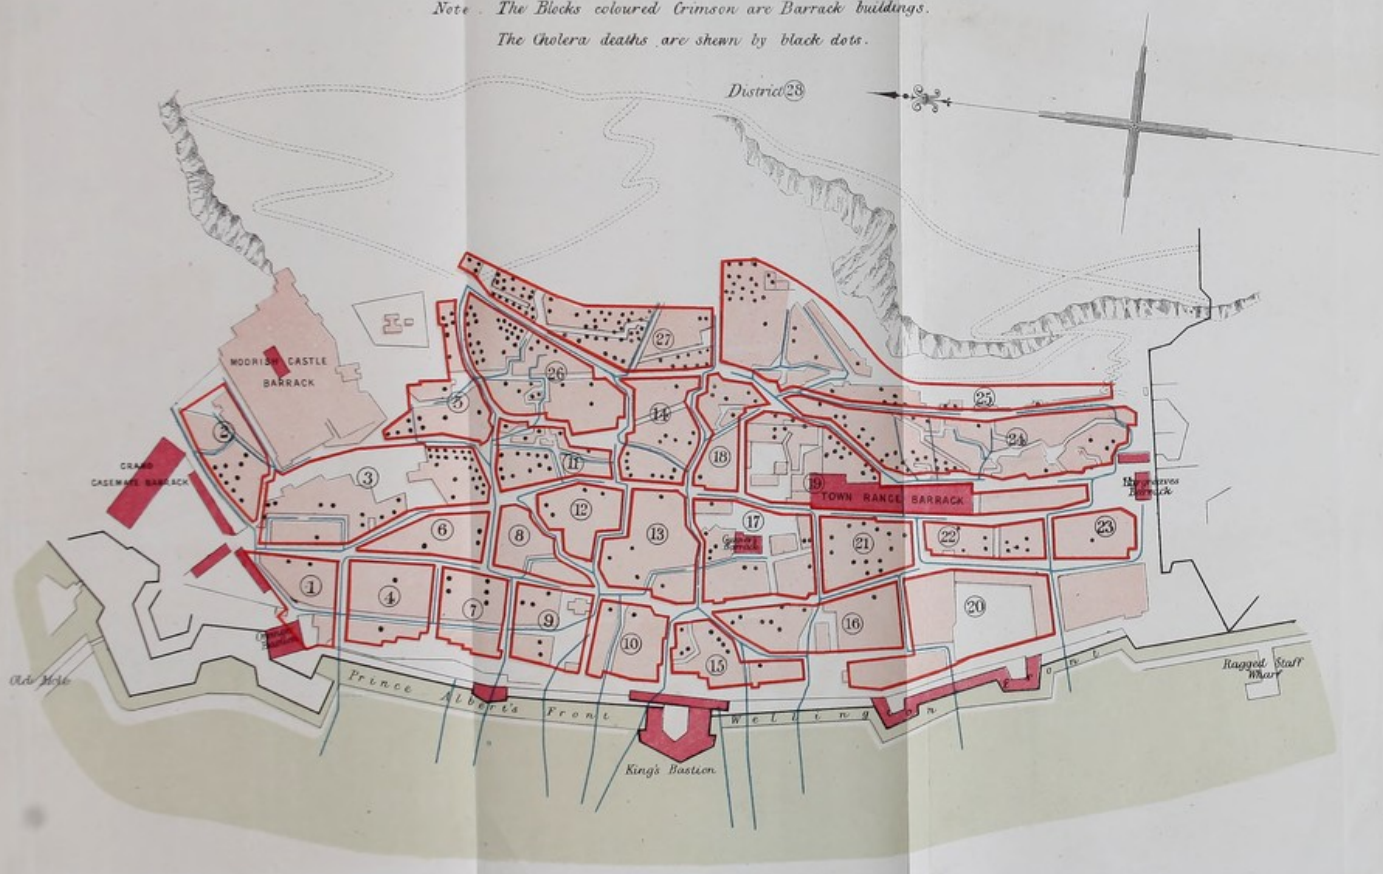 Note. The Blocks coloured Crimson are Barrack buildings.
The Cholera deaths are shewn by black dots.
District 28
MOORISH CASTLE
BARRACK
27
26
25
5
14
24
2
18
11
3
GRAND
CASEMATE BARRACK
19
TOWN RANGE BARRACK
Hargreaves
Barrack
12
17
6
8
13
21
22
23
Barrack
1
4
7
9
20
10
16
15
Old Mole
Prince Albert's Front
Wellington Front
Ragged Staff
Wharf
King's Bastion